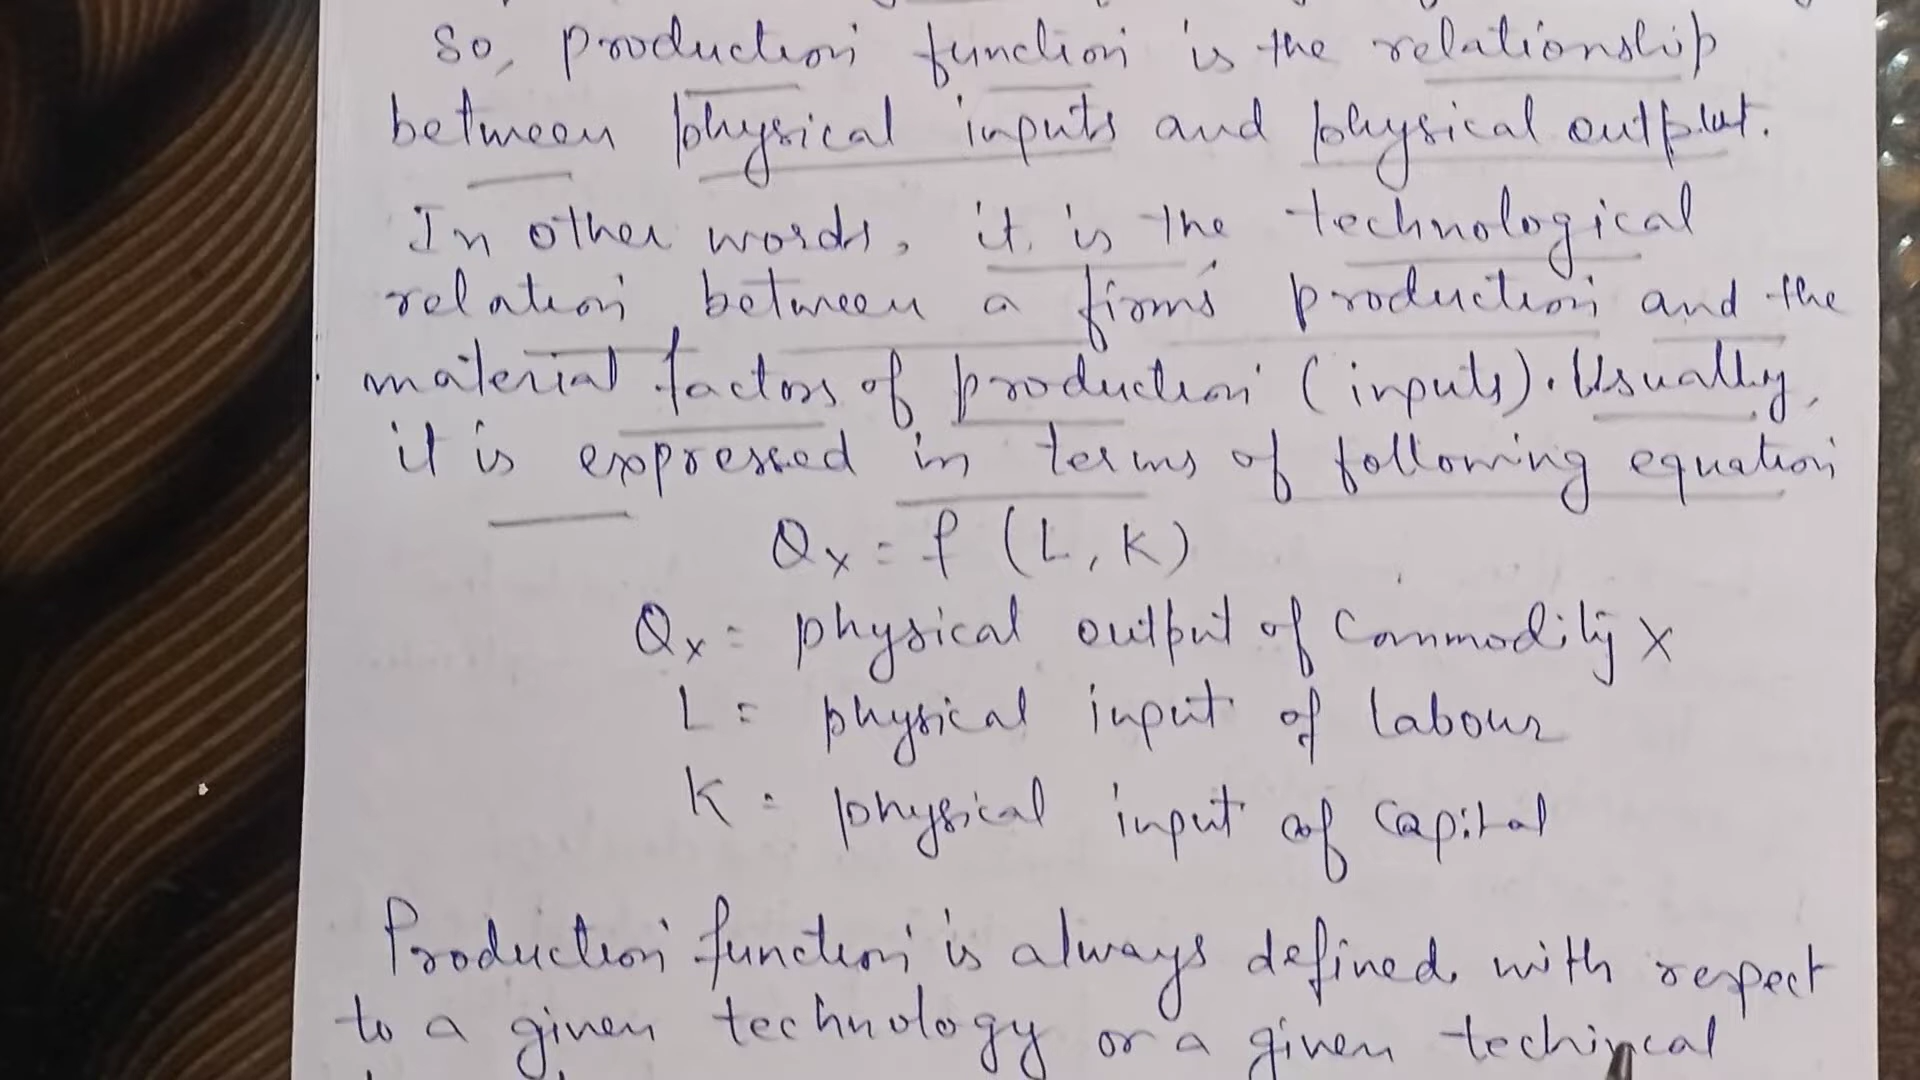 So, production function is the relationship
between physical inputs and physical output.
In other words, it is the technological
relation between a firm's production and the
material factors of production (inputs). Usually,
it is expressed in terms of following equation
Qx = f (L, K)
Qx = physical output of Commodity X
L = physical input of labour
K = physical input of Capital
Production function is always defined with respect
to a given technology or a given techincal